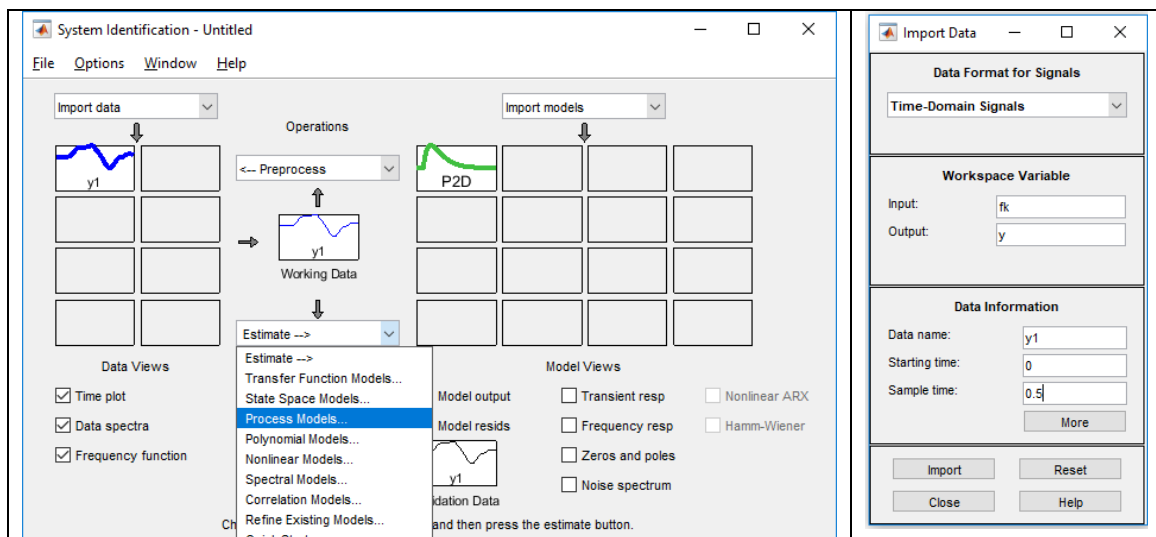 System Identification - Untitled
File Options Window Help
Import data
Import models
Operations
<-- Preprocess
y1
P2D
y1
Working Data
Estimate -->
Estimate -->
Transfer Function Models...
State Space Models...
Process Models...
Polynomial Models...
Nonlinear Models...
Spectral Models...
Correlation Models...
Refine Existing Models...
Data Views
Time plot
Data spectra
Frequency function
Model Views
Model output
Transient resp
Nonlinear ARX
Model resids
Frequency resp
Hamm-Wiener
Zeros and poles
Noise spectrum
y1
idation Data
Ch
and then press the estimate button.
Import Data
Data Format for Signals
Time-Domain Signals
Workspace Variable
Input: fk
Output: y
Data Information
Data name: y1
Starting time: 0
Sample time: 0.5
More
Import Reset
Close Help